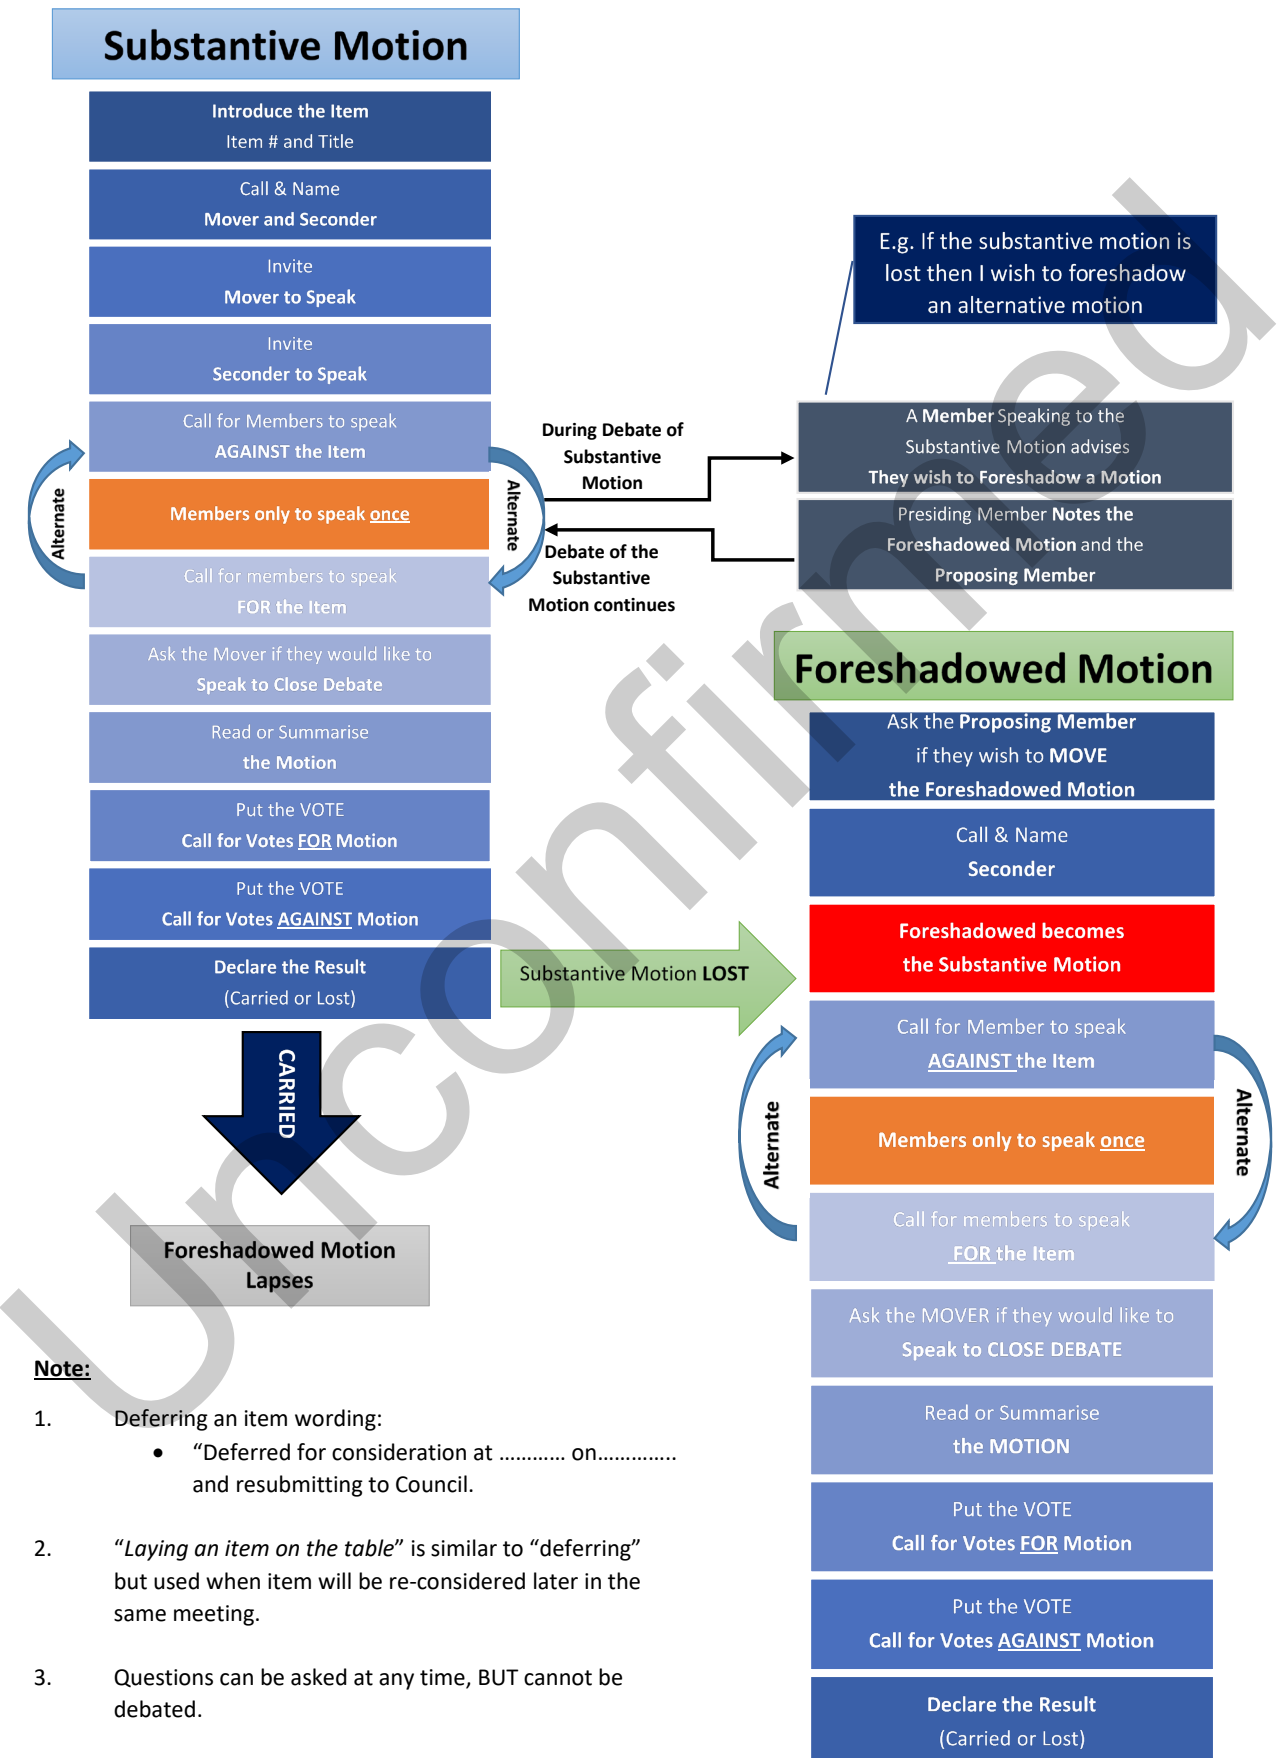 Substantive Motion
Introduce the Item
Item # and Title
Call & Name
Mover and Seconder
Invite
Mover to Speak
Invite
Seconder to Speak
Call for Members to speak
AGAINST the Item
Alternate
Members only to speak once
Alternate
Call for members to speak
FOR the Item
Ask the Mover if they would like to
Speak to Close Debate
Read or Summarise
the Motion
Put the VOTE
Call for Votes FOR Motion
Put the VOTE
Call for Votes AGAINST Motion
Declare the Result
(Carried or Lost)
CARRIED
Foreshadowed Motion
Lapses
During Debate of
Substantive
Motion
Debate of the
Substantive
Motion continues
E.g. If the substantive motion is
lost then I wish to foreshadow
an alternative motion
A Member Speaking to the
Substantive Motion advises
They wish to Foreshadow a Motion
Presiding Member Notes the
Foreshadowed Motion and the
Proposing Member
Substantive Motion LOST
Foreshadowed Motion
Ask the Proposing Member
if they wish to MOVE
the Foreshadowed Motion
Call & Name
Seconder
Foreshadowed becomes
the Substantive Motion
Call for Member to speak
AGAINST the Item
Alternate
Members only to speak once
Alternate
Call for members to speak
FOR the Item
Ask the MOVER if they would like to
Speak to CLOSE DEBATE
Read or Summarise
the MOTION
Put the VOTE
Call for Votes FOR Motion
Put the VOTE
Call for Votes AGAINST Motion
Declare the Result
(Carried or Lost)
Note:
1. Deferring an item wording:
• “Deferred for consideration at ………… on…………..
and resubmitting to Council.
2. “Laying an item on the table” is similar to “deferring”
but used when item will be re-considered later in the
same meeting.
3. Questions can be asked at any time, BUT cannot be
debated.
Unconfirmed